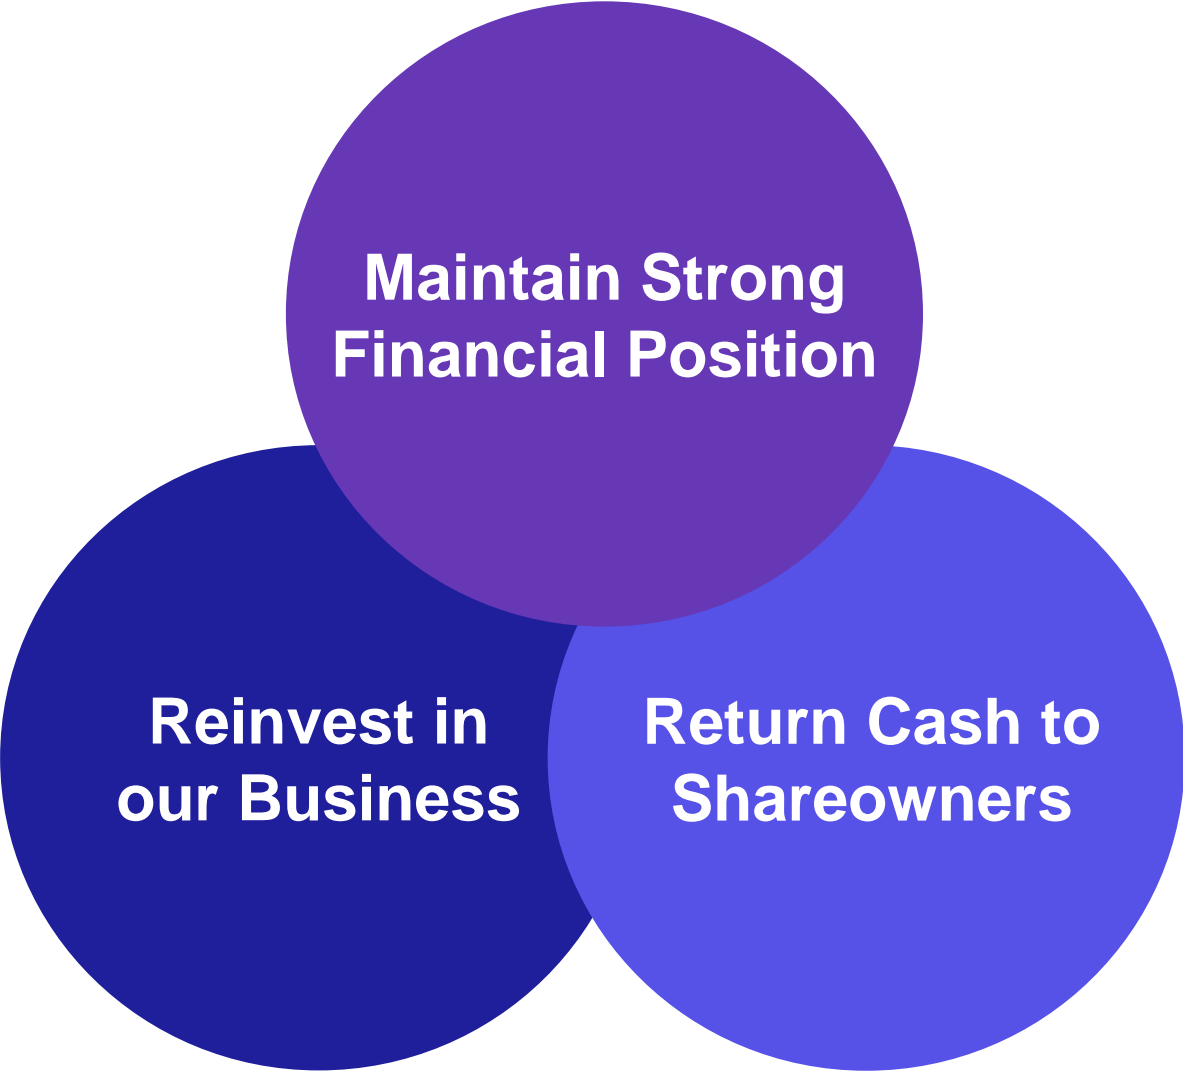 Maintain Strong
Financial Position
Reinvest in
our Business
Return Cash to
Shareowners